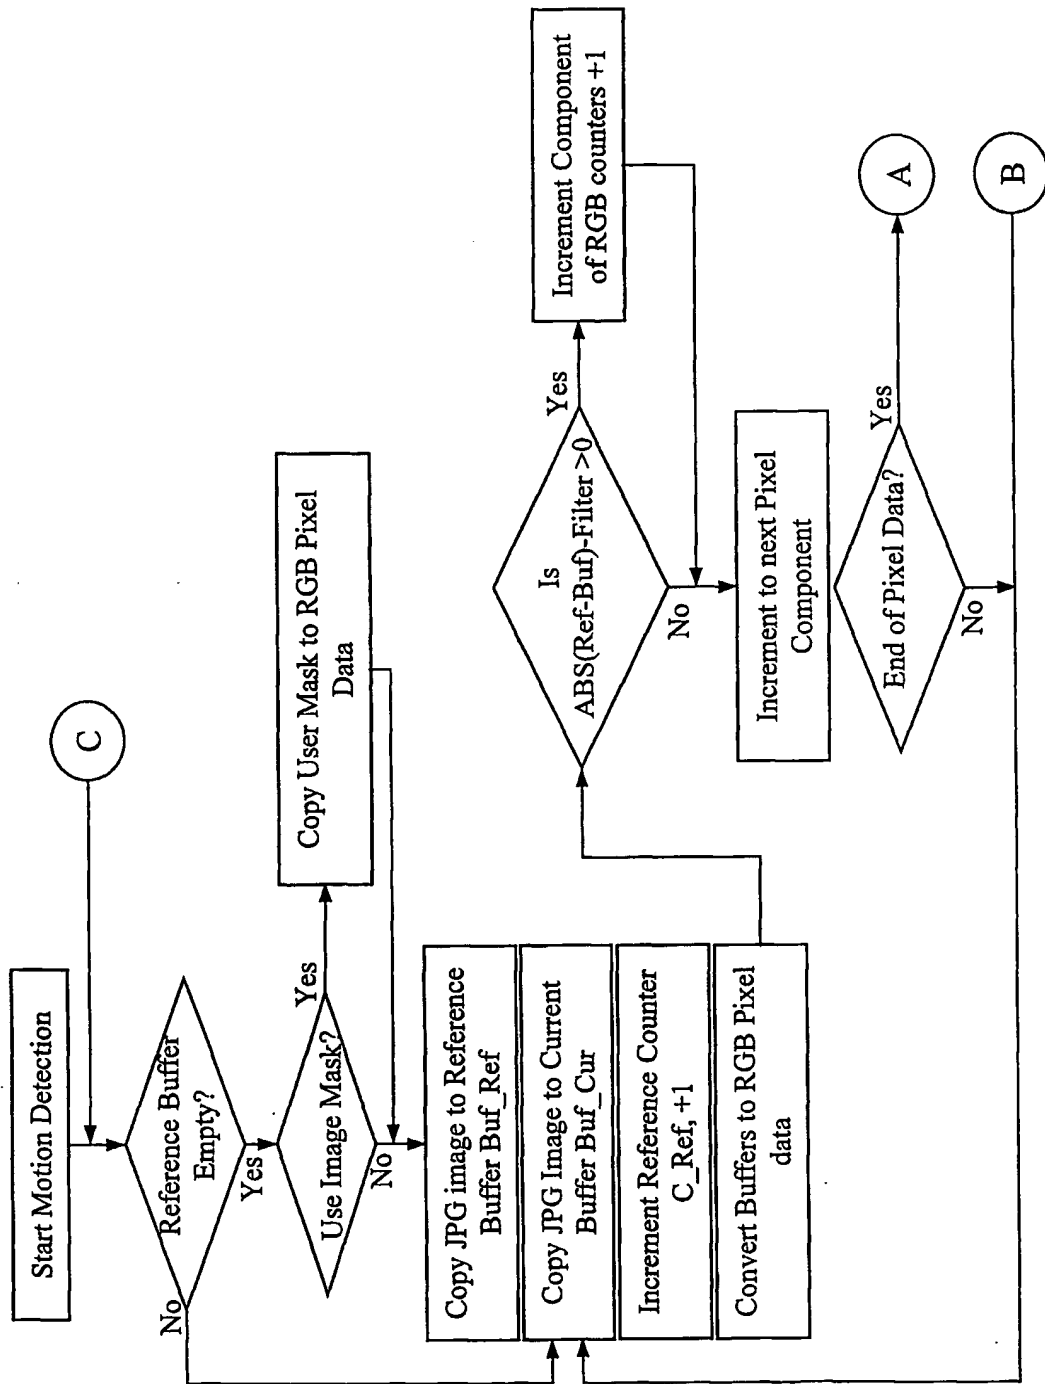 Start Motion Detection
C
Reference Buffer
Empty?
No
Yes
Use Image Mask?
Yes
No
Copy User Mask to RGB Pixel
Data
Copy JPG image to Reference
Buffer Buf_Ref
Copy JPG Image to Current
Buffer Buf_Cur
Increment Reference Counter
C_Ref, +1
Convert Buffers to RGB Pixel
data
Is
ABS(Ref-Buf)-Filter >0
Yes
No
Increment Component
of RGB counters +1
Increment to next Pixel
Component
End of Pixel Data?
Yes
No
A
B